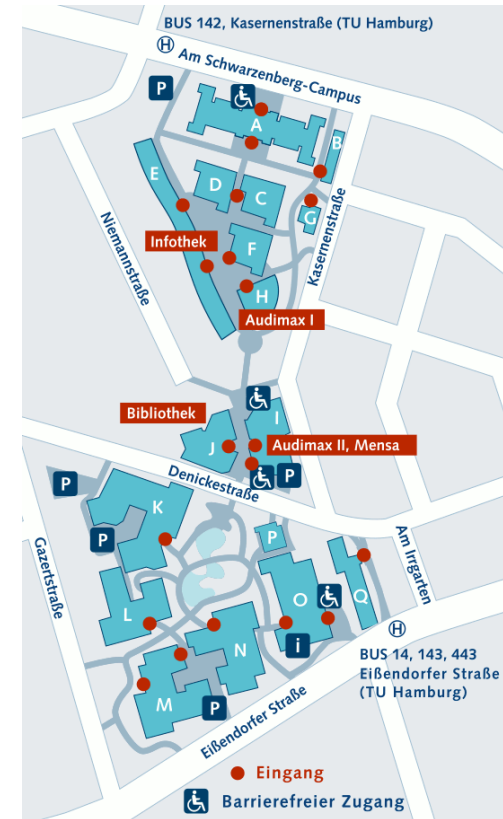 BUS 142, Kasernenstraße (TU Hamburg)
H
Am Schwarzenberg-Campus
P
A
B
E
D
C
G
Niemannstraße
Infothek
F
Kasernenstraße
H
Audimax I
Bibliothek
I
J
Audimax II, Mensa
P
Denickestraße
P
K
P
P
Am Irrgarten
Gazertstraße
L
O
Q
N
i
H
BUS 14, 143, 443
Eißendorfer Straße
(TU Hamburg)
M
P
Eißendorfer Straße
Eingang
Barrierefreier Zugang